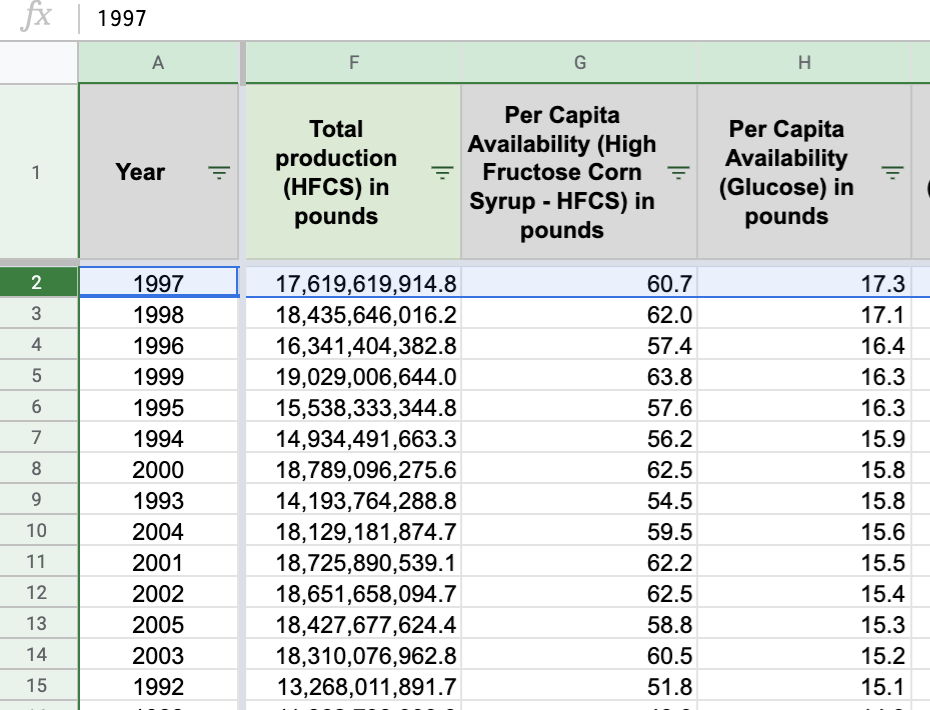 fx 1997
A F G H
1 Year Total production (HFCS) in pounds Per Capita Availability (High Fructose Corn Syrup - HFCS) in pounds Per Capita Availability (Glucose) in pounds
2 1997 17,619,619,914.8 60.7 17.3
3 1998 18,435,646,016.2 62.0 17.1
4 1996 16,341,404,382.8 57.4 16.4
5 1999 19,029,006,644.0 63.8 16.3
6 1995 15,538,333,344.8 57.6 16.3
7 1994 14,934,491,663.3 56.2 15.9
8 2000 18,789,096,275.6 62.5 15.8
9 1993 14,193,764,288.8 54.5 15.8
10 2004 18,129,181,874.7 59.5 15.6
11 2001 18,725,890,539.1 62.2 15.5
12 2002 18,651,658,094.7 62.5 15.4
13 2005 18,427,677,624.4 58.8 15.3
14 2003 18,310,076,962.8 60.5 15.2
15 1992 13,268,011,891.7 51.8 15.1